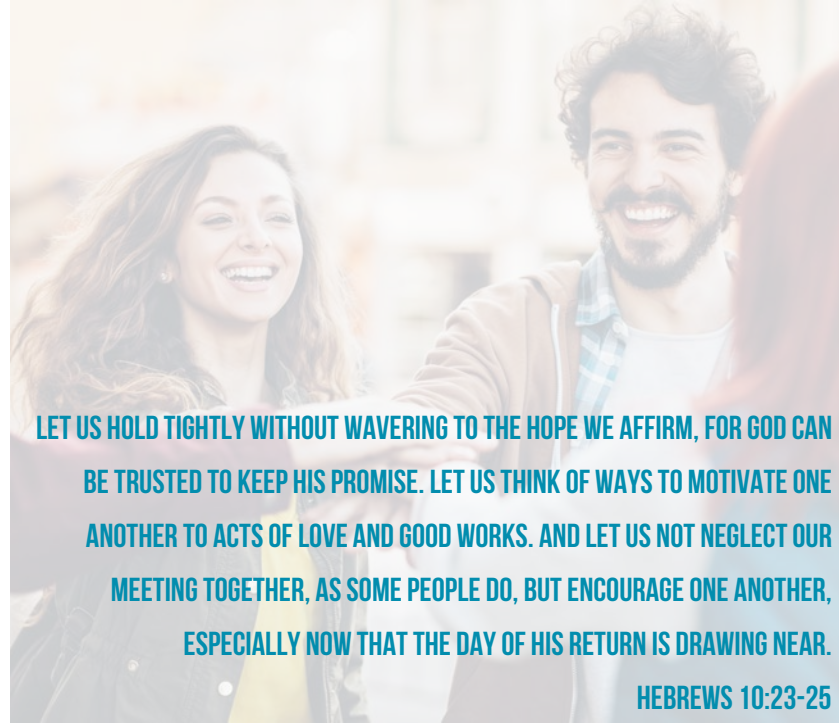 LET US HOLD TIGHTLY WITHOUT WAVERING TO THE HOPE WE AFFIRM, FOR GOD CAN
BE TRUSTED TO KEEP HIS PROMISE. LET US THINK OF WAYS TO MOTIVATE ONE
ANOTHER TO ACTS OF LOVE AND GOOD WORKS. AND LET US NOT NEGLECT OUR
MEETING TOGETHER, AS SOME PEOPLE DO, BUT ENCOURAGE ONE ANOTHER,
ESPECIALLY NOW THAT THE DAY OF HIS RETURN IS DRAWING NEAR.
HEBREWS 10:23-25